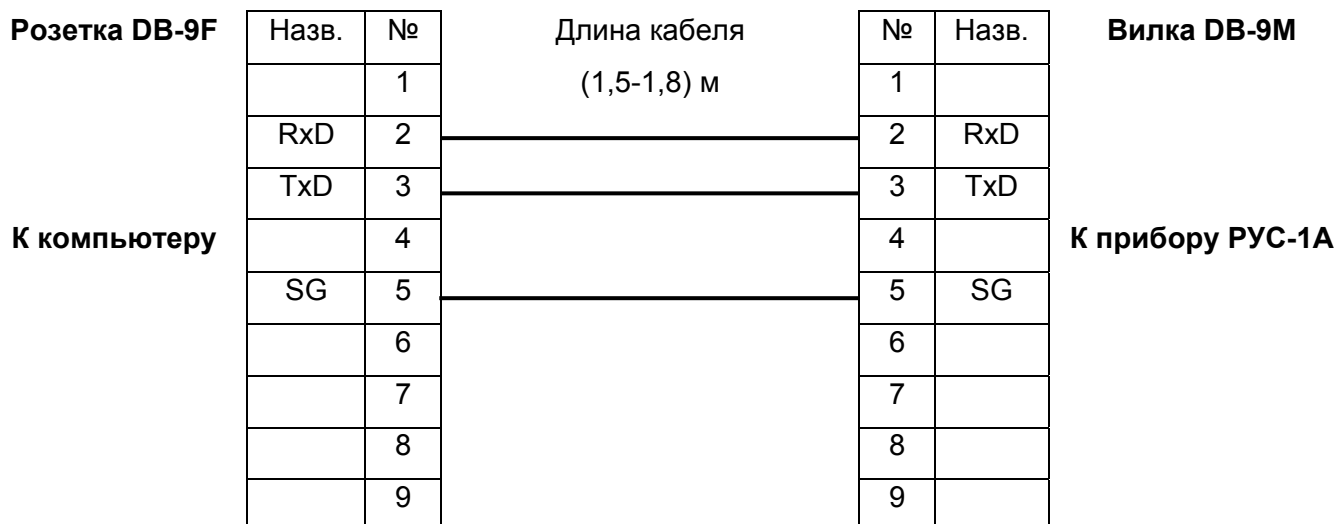 Розетка DB-9F Назв. № Длина кабеля № Назв. Вилка DB-9M
1 (1,5-1,8) м 1
RxD 2 2 RxD
TxD 3 3 TxD
К компьютеру 4 4 К прибору РУС-1А
SG 5 5 SG
6 6
7 7
8 8
9 9